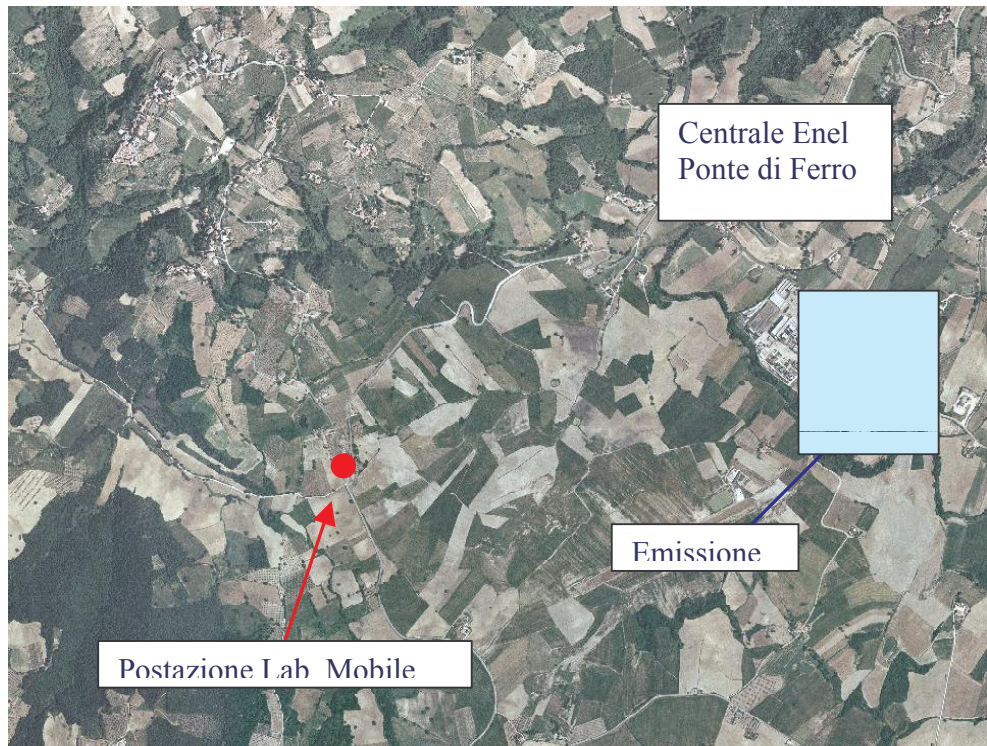 Centrale Enel
Ponte di Ferro
Emissione
Postazione Lab Mobile